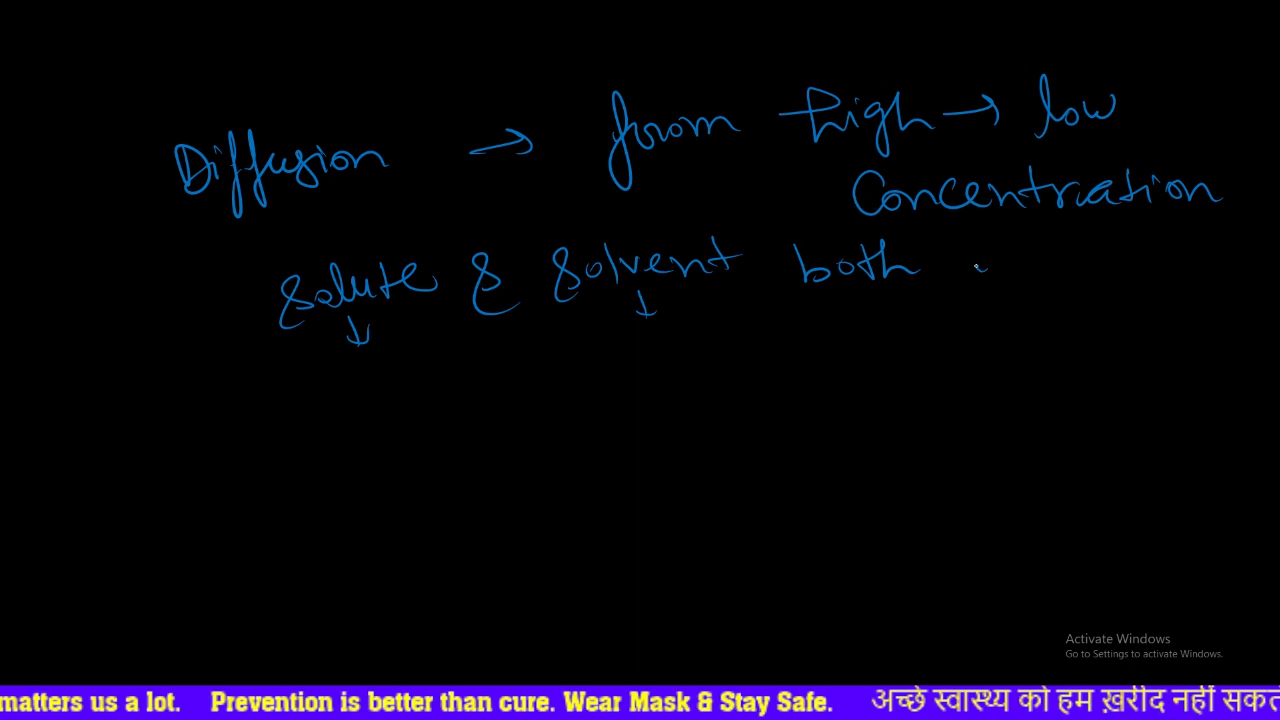 Diffusion → from high → low
Concentration
solute & solvent both
↓ ↓
Activate Windows
Go to Settings to activate Windows.
matters us a lot. Prevention is better than cure. Wear Mask & Stay Safe. अच्छे स्वास्थ्य को हम ख़रीद नहीं सकत